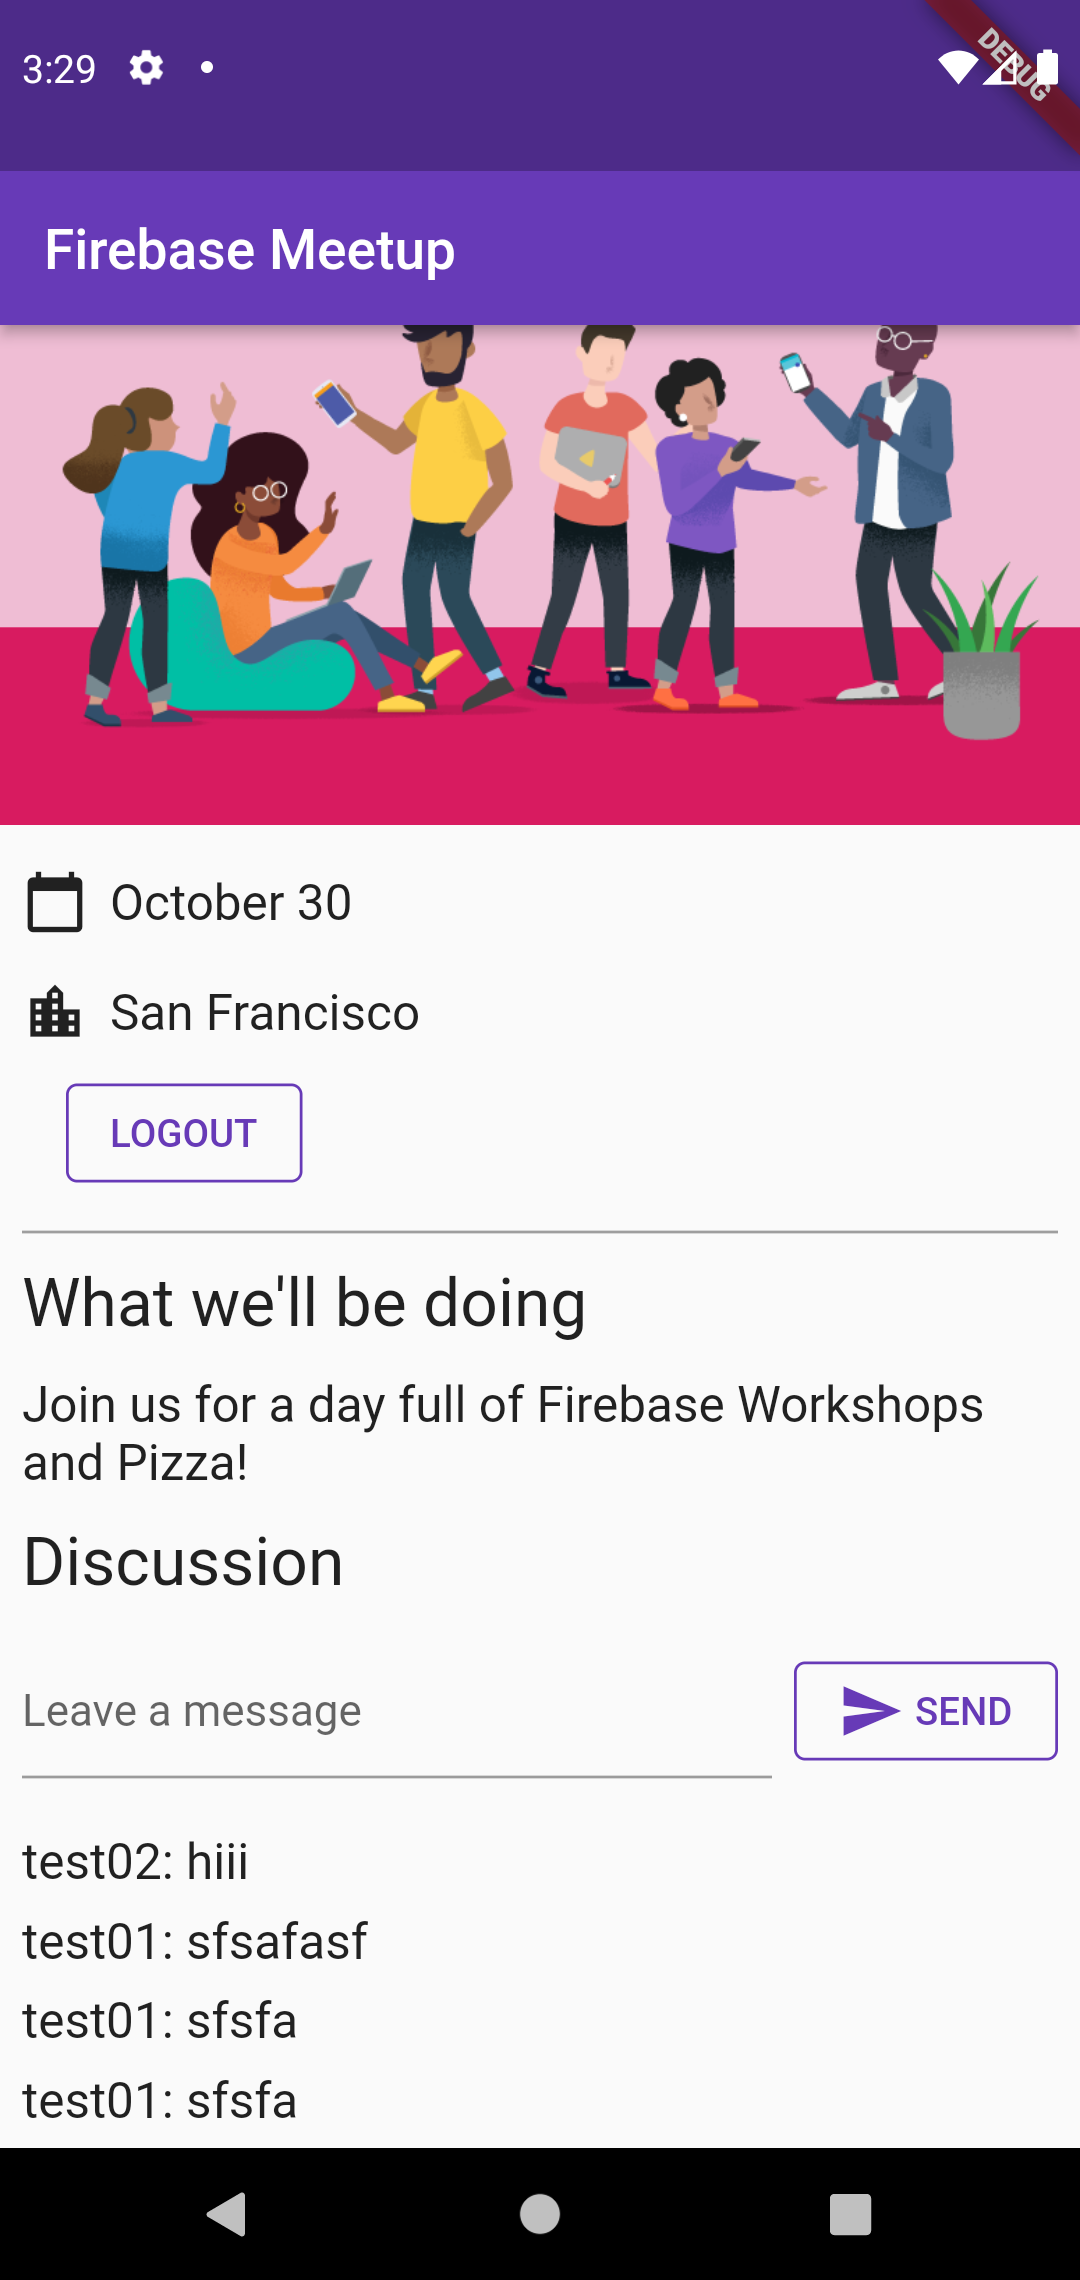 3:29
DEBUG
Firebase Meetup
October 30
San Francisco
LOGOUT
What we'll be doing
Join us for a day full of Firebase Workshops
and Pizza!
Discussion
Leave a message
SEND
test02: hiii
test01: sfsafasf
test01: sfsfa
test01: sfsfa